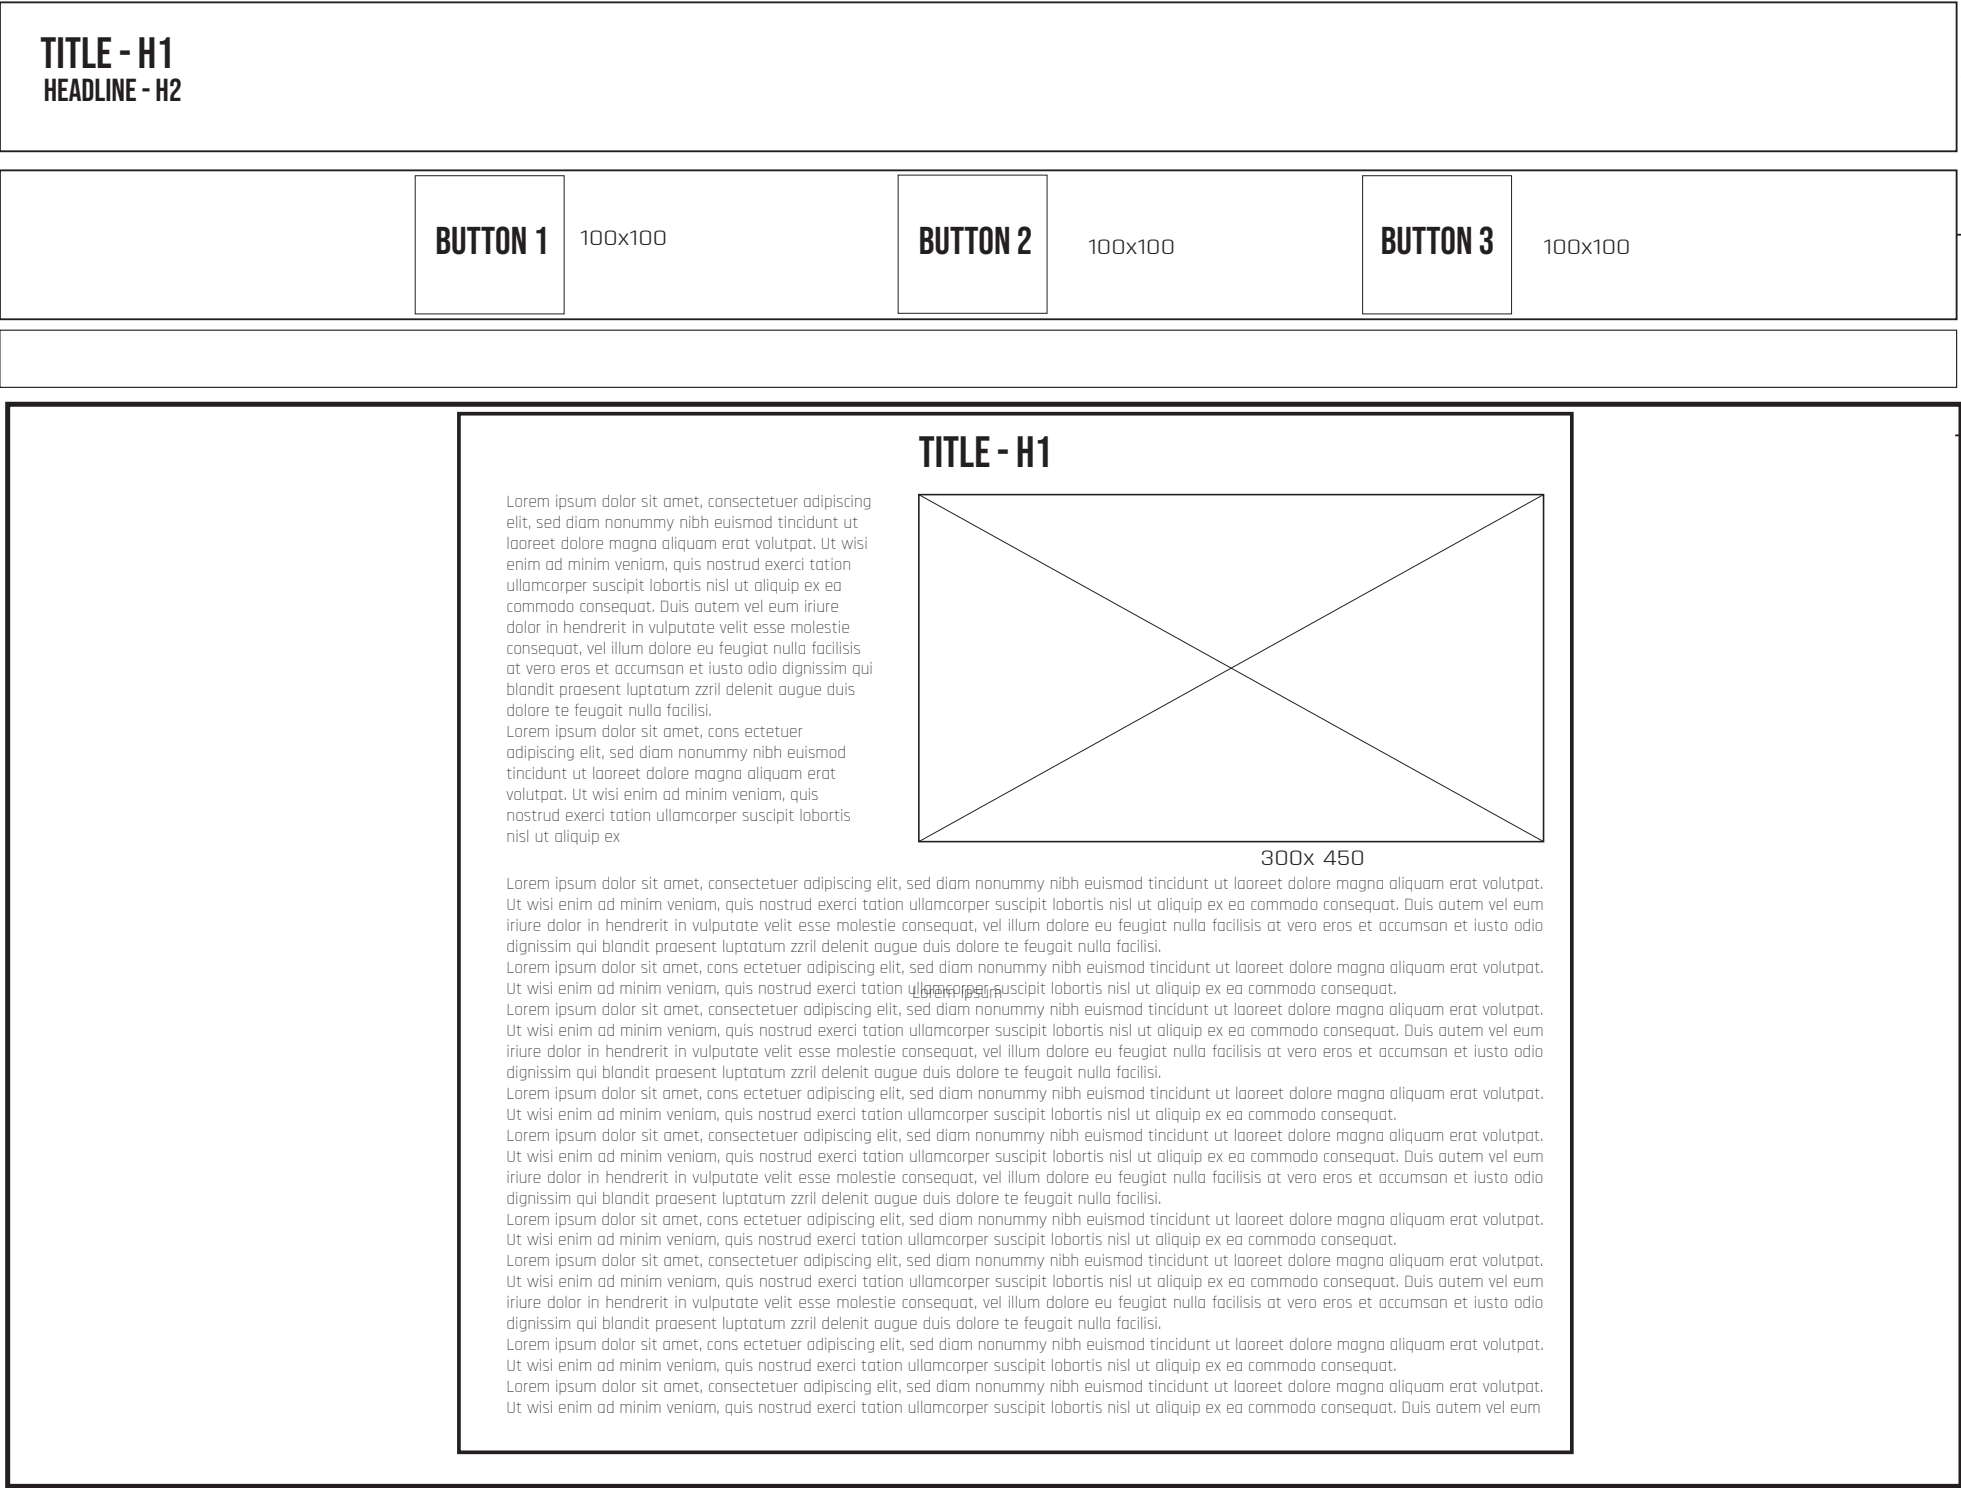 TITLE - H1
HEADLINE - H2
BUTTON 1
100x100
BUTTON 2
100x100
BUTTON 3
100x100
TITLE - H1
Lorem ipsum dolor sit amet, consectetuer adipiscing
elit, sed diam nonummy nibh euismod tincidunt ut
laoreet dolore magna aliquam erat volutpat. Ut wisi
enim ad minim veniam, quis nostrud exerci tation
ullamcorper suscipit lobortis nisl ut aliquip ex ea
commodo consequat. Duis autem vel eum iriure
dolor in hendrerit in vulputate velit esse molestie
consequat, vel illum dolore eu feugiat nulla facilisis
at vero eros et accumsan et iusto odio dignissim qui
blandit praesent luptatum zzril delenit augue duis
dolore te feugait nulla facilisi.
Lorem ipsum dolor sit amet, cons ectetuer
adipiscing elit, sed diam nonummy nibh euismod
tincidunt ut laoreet dolore magna aliquam erat
volutpat. Ut wisi enim ad minim veniam, quis
nostrud exerci tation ullamcorper suscipit lobortis
nisl ut aliquip ex
300x 450
Lorem ipsum dolor sit amet, consectetuer adipiscing elit, sed diam nonummy nibh euismod tincidunt ut laoreet dolore magna aliquam erat volutpat.
Ut wisi enim ad minim veniam, quis nostrud exerci tation ullamcorper suscipit lobortis nisl ut aliquip ex ea commodo consequat. Duis autem vel eum
iriure dolor in hendrerit in vulputate velit esse molestie consequat, vel illum dolore eu feugiat nulla facilisis at vero eros et accumsan et iusto odio
dignissim qui blandit praesent luptatum zzril delenit augue duis dolore te feugait nulla facilisi.
Lorem ipsum dolor sit amet, cons ectetuer adipiscing elit, sed diam nonummy nibh euismod tincidunt ut laoreet dolore magna aliquam erat volutpat.
Ut wisi enim ad minim veniam, quis nostrud exerci tation ullamcorper suscipit lobortis nisl ut aliquip ex ea commodo consequat.
Lorem ipsum
Lorem ipsum dolor sit amet, consectetuer adipiscing elit, sed diam nonummy nibh euismod tincidunt ut laoreet dolore magna aliquam erat volutpat.
Ut wisi enim ad minim veniam, quis nostrud exerci tation ullamcorper suscipit lobortis nisl ut aliquip ex ea commodo consequat. Duis autem vel eum
iriure dolor in hendrerit in vulputate velit esse molestie consequat, vel illum dolore eu feugiat nulla facilisis at vero eros et accumsan et iusto odio
dignissim qui blandit praesent luptatum zzril delenit augue duis dolore te feugait nulla facilisi.
Lorem ipsum dolor sit amet, cons ectetuer adipiscing elit, sed diam nonummy nibh euismod tincidunt ut laoreet dolore magna aliquam erat volutpat.
Ut wisi enim ad minim veniam, quis nostrud exerci tation ullamcorper suscipit lobortis nisl ut aliquip ex ea commodo consequat.
Lorem ipsum dolor sit amet, consectetuer adipiscing elit, sed diam nonummy nibh euismod tincidunt ut laoreet dolore magna aliquam erat volutpat.
Ut wisi enim ad minim veniam, quis nostrud exerci tation ullamcorper suscipit lobortis nisl ut aliquip ex ea commodo consequat. Duis autem vel eum
iriure dolor in hendrerit in vulputate velit esse molestie consequat, vel illum dolore eu feugiat nulla facilisis at vero eros et accumsan et iusto odio
dignissim qui blandit praesent luptatum zzril delenit augue duis dolore te feugait nulla facilisi.
Lorem ipsum dolor sit amet, cons ectetuer adipiscing elit, sed diam nonummy nibh euismod tincidunt ut laoreet dolore magna aliquam erat volutpat.
Ut wisi enim ad minim veniam, quis nostrud exerci tation ullamcorper suscipit lobortis nisl ut aliquip ex ea commodo consequat.
Lorem ipsum dolor sit amet, consectetuer adipiscing elit, sed diam nonummy nibh euismod tincidunt ut laoreet dolore magna aliquam erat volutpat.
Ut wisi enim ad minim veniam, quis nostrud exerci tation ullamcorper suscipit lobortis nisl ut aliquip ex ea commodo consequat. Duis autem vel eum
iriure dolor in hendrerit in vulputate velit esse molestie consequat, vel illum dolore eu feugiat nulla facilisis at vero eros et accumsan et iusto odio
dignissim qui blandit praesent luptatum zzril delenit augue duis dolore te feugait nulla facilisi.
Lorem ipsum dolor sit amet, cons ectetuer adipiscing elit, sed diam nonummy nibh euismod tincidunt ut laoreet dolore magna aliquam erat volutpat.
Ut wisi enim ad minim veniam, quis nostrud exerci tation ullamcorper suscipit lobortis nisl ut aliquip ex ea commodo consequat.
Lorem ipsum dolor sit amet, consectetuer adipiscing elit, sed diam nonummy nibh euismod tincidunt ut laoreet dolore magna aliquam erat volutpat.
Ut wisi enim ad minim veniam, quis nostrud exerci tation ullamcorper suscipit lobortis nisl ut aliquip ex ea commodo consequat. Duis autem vel eum